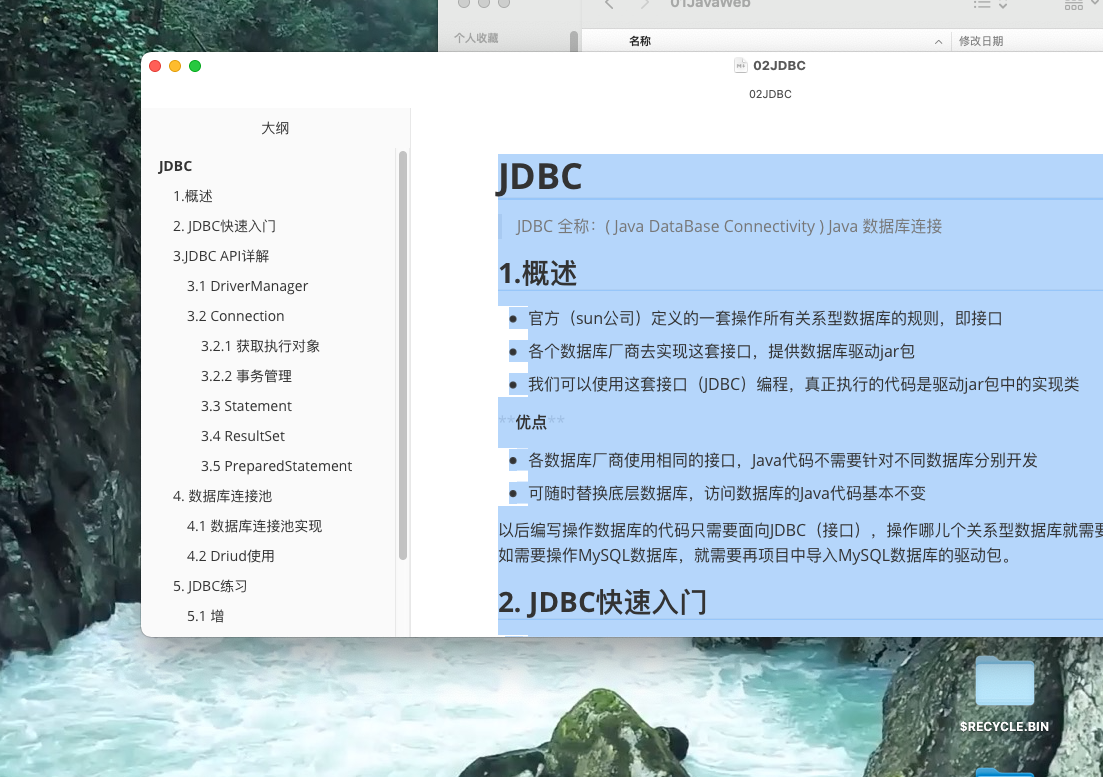 01JavaWeb
个人收藏
名称
修改日期
02JDBC
02JDBC
大纲
JDBC
1.概述
2. JDBC快速入门
3.JDBC API详解
3.1 DriverManager
3.2 Connection
3.2.1 获取执行对象
3.2.2 事务管理
3.3 Statement
3.4 ResultSet
3.5 PreparedStatement
4. 数据库连接池
4.1 数据库连接池实现
4.2 Driud使用
5. JDBC练习
5.1 增
JDBC
JDBC 全称：( Java DataBase Connectivity ) Java 数据库连接
1.概述
官方（sun公司）定义的一套操作所有关系型数据库的规则，即接口
各个数据库厂商去实现这套接口，提供数据库驱动jar包
我们可以使用这套接口（JDBC）编程，真正执行的代码是驱动jar包中的实现类
**优点**
各数据库厂商使用相同的接口，Java代码不需要针对不同数据库分别开发
可随时替换底层数据库，访问数据库的Java代码基本不变
以后编写操作数据库的代码只需要面向JDBC（接口），操作哪儿个关系型数据库就需要
如需要操作MySQL数据库，就需要再项目中导入MySQL数据库的驱动包。
2. JDBC快速入门
$RECYCLE.BIN